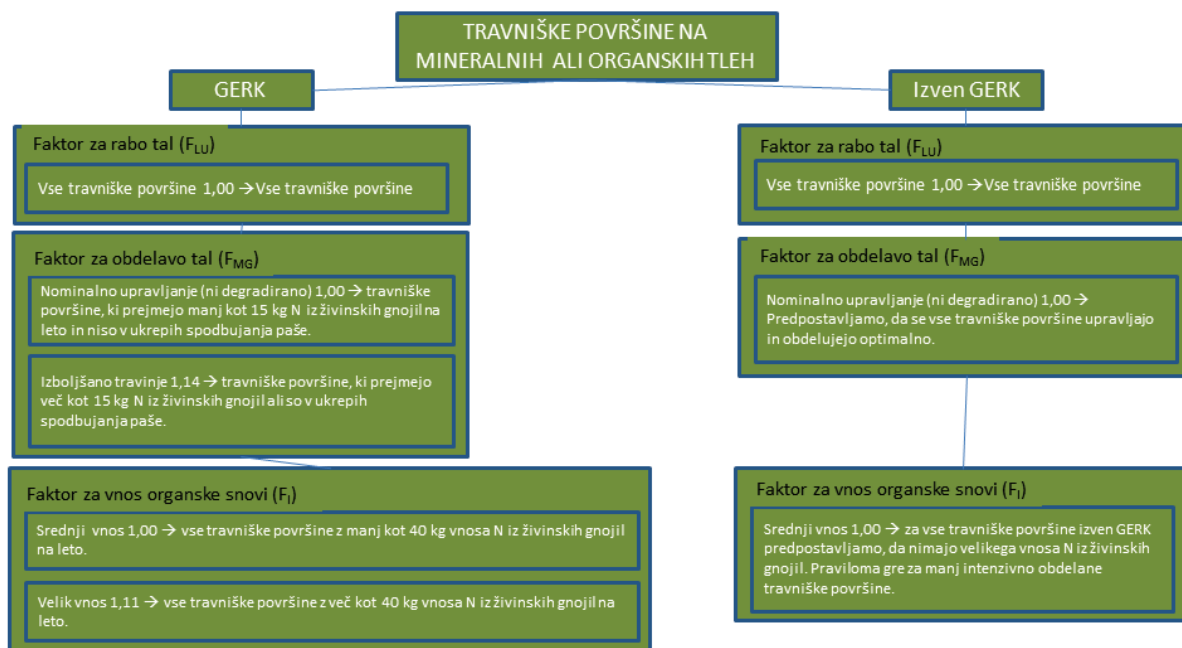 TRAVNIŠKE POVRŠINE NA
MINERALNIH ALI ORGANSKIH TLEH
GERK
Faktor za rabo tal (FLU)
Vse travniške površine 1,00 → Vse travniške površine
Faktor za obdelavo tal (FMG)
Nominalno upravljanje (ni degradirano) 1,00 → travniške
površine, ki prejmejo manj kot 15 kg N iz živinskih gnojil na
leto in niso v ukrepih spodbujanja paše.
Izboljšano travinje 1,14 → travniške površine, ki prejmejo
več kot 15 kg N iz živinskih gnojil ali so v ukrepih
spodbujanja paše.
Faktor za vnos organske snovi (FI)
Srednji vnos 1,00 → vse travniške površine z manj kot 40 kg vnosa N iz živinskih gnojil
na leto.
Velik vnos 1,11 → vse travniške površine z več kot 40 kg vnosa N iz živinskih gnojil na
leto.
Izven GERK
Faktor za rabo tal (FLU)
Vse travniške površine 1,00 → Vse travniške površine
Faktor za obdelavo tal (FMG)
Nominalno upravljanje (ni degradirano) 1,00 →
Predpostavljamo, da se vse travniške površine upravljajo
in obdelujejo optimalno.
Faktor za vnos organske snovi (FI)
Srednji vnos 1,00 → za vse travniške površine izven GERK
predpostavljamo, da nimajo velikega vnosa N iz živinskih
gnojil. Praviloma gre za manj intenzivno obdelane
travniške površine.